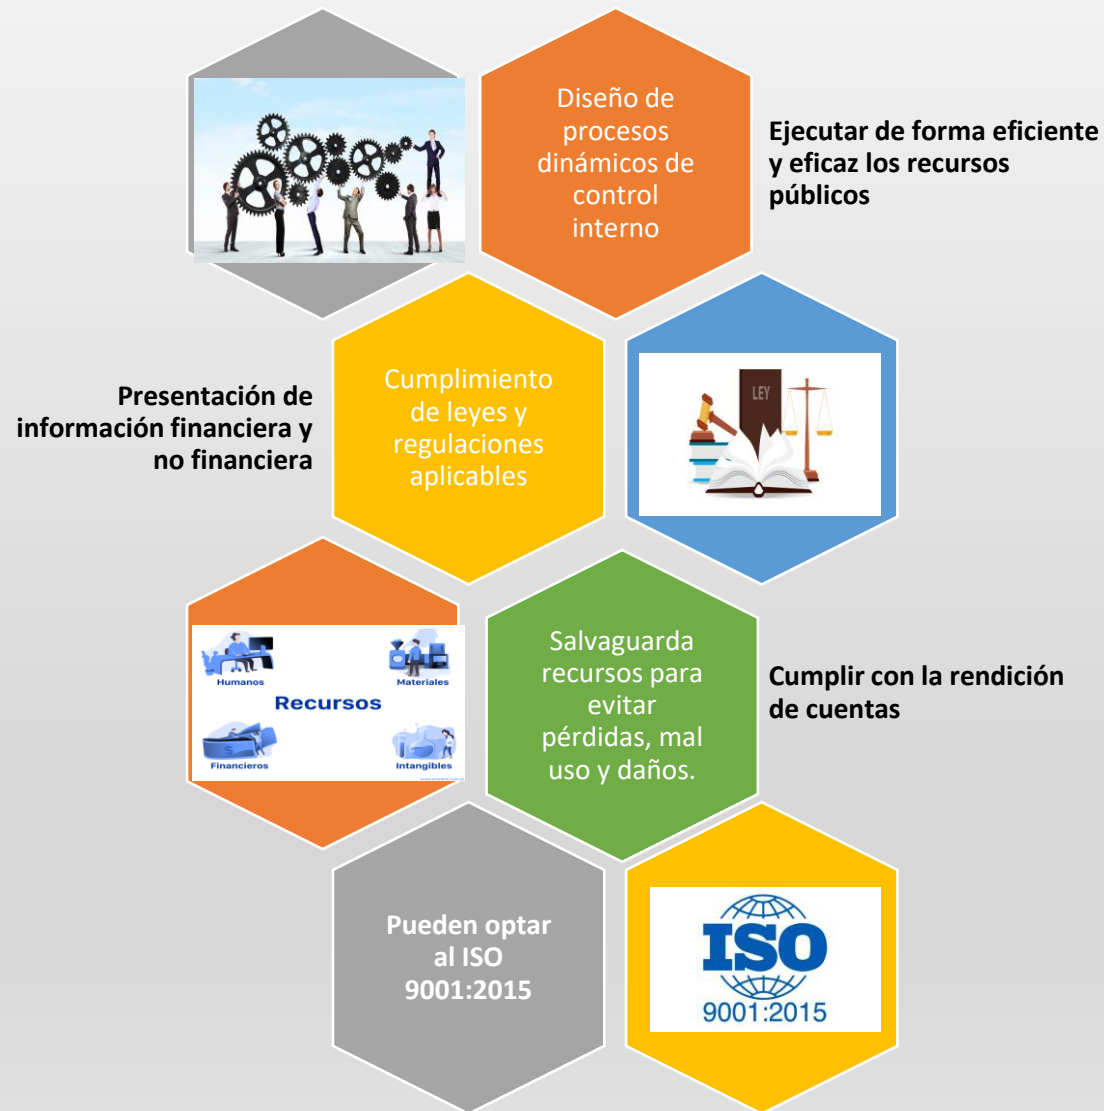 Diseño de
procesos
dinámicos de
control
interno
Ejecutar de forma eficiente
y eficaz los recursos
públicos
Presentación de
información financiera y
no financiera
Cumplimiento
de leyes y
regulaciones
aplicables
LEY
Humanos
Materiales
Recursos
Financieros
Intangibles
Salvaguarda
recursos para
evitar
pérdidas, mal
uso y daños.
Cumplir con la rendición
de cuentas
Pueden optar
al ISO
9001:2015
ISO
9001:2015